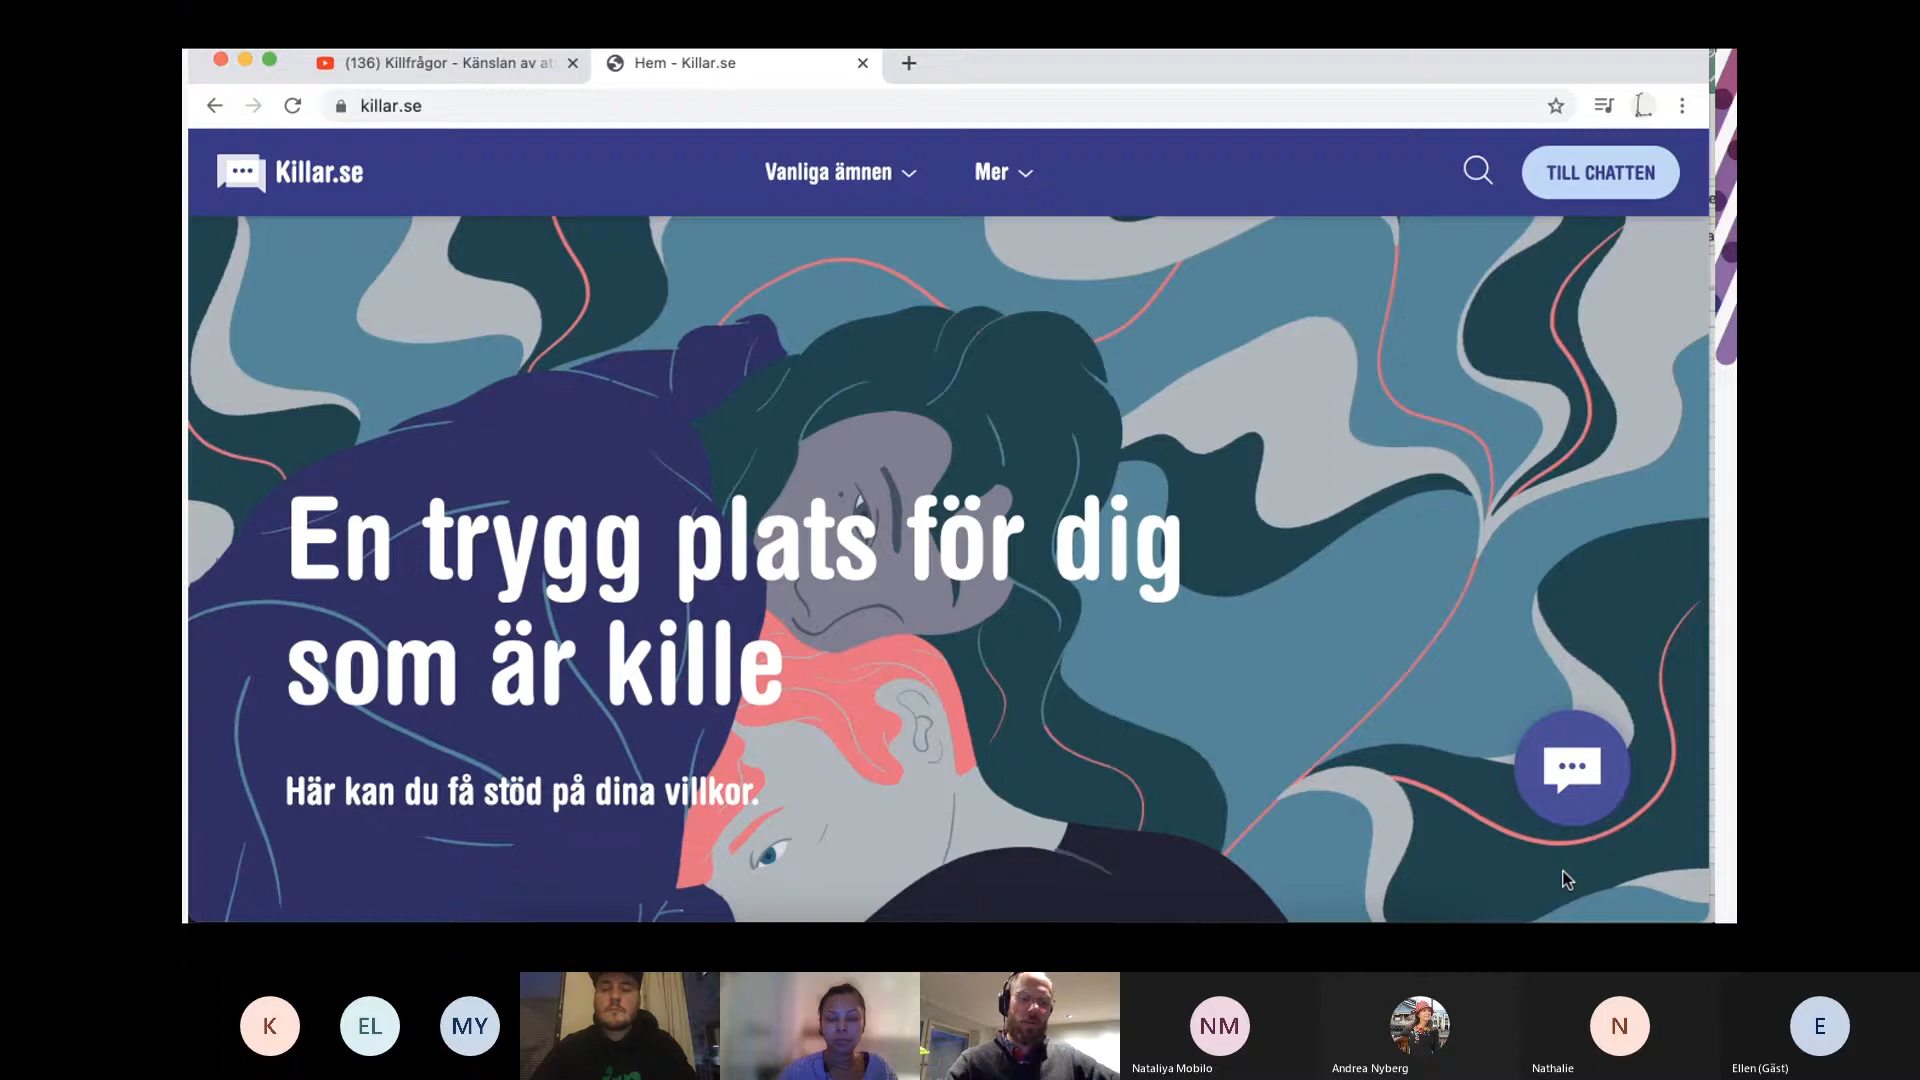 (136) Killfrågor - Känslan av at
Hem - Killar.se
killar.se
Killar.se
Vanliga ämnen
Mer
TILL CHATTEN
En trygg plats för dig
som är kille
Här kan du få stöd på dina villkor.
K
EL
MY
NM
N
E
Nataliya Mobilo
Andrea Nyberg
Nathalie
Ellen (Gäst)